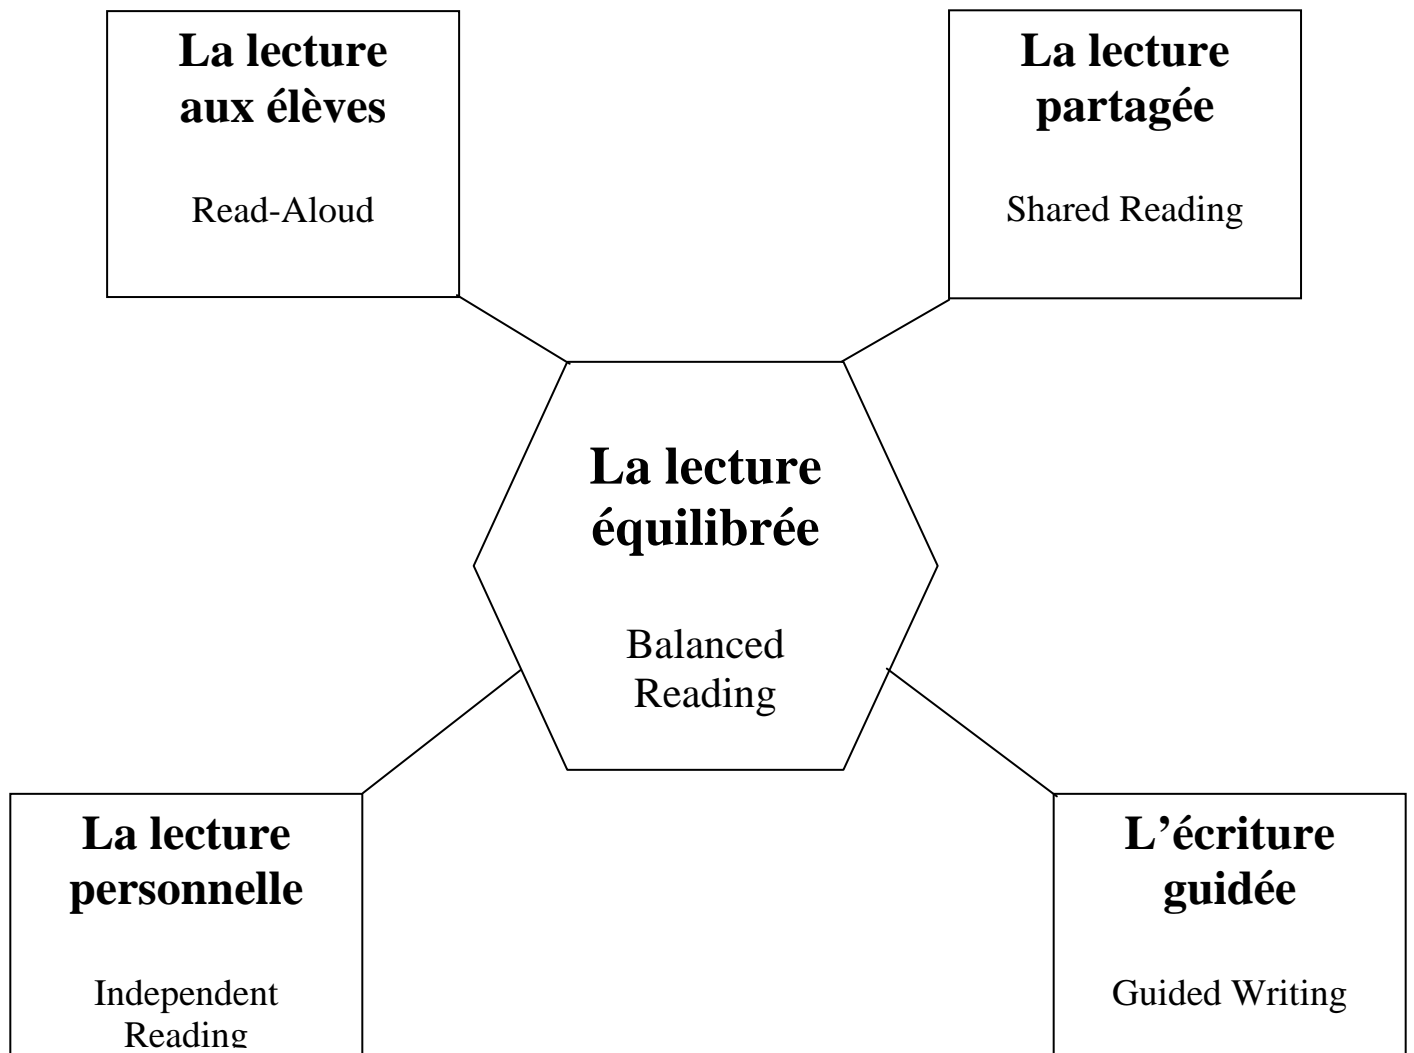 La lecture
aux élèves
Read-Aloud
La lecture
partagée
Shared Reading
La lecture
équilibrée
Balanced
Reading
La lecture
personnelle
Independent
Reading
L’écriture
guidée
Guided Writing